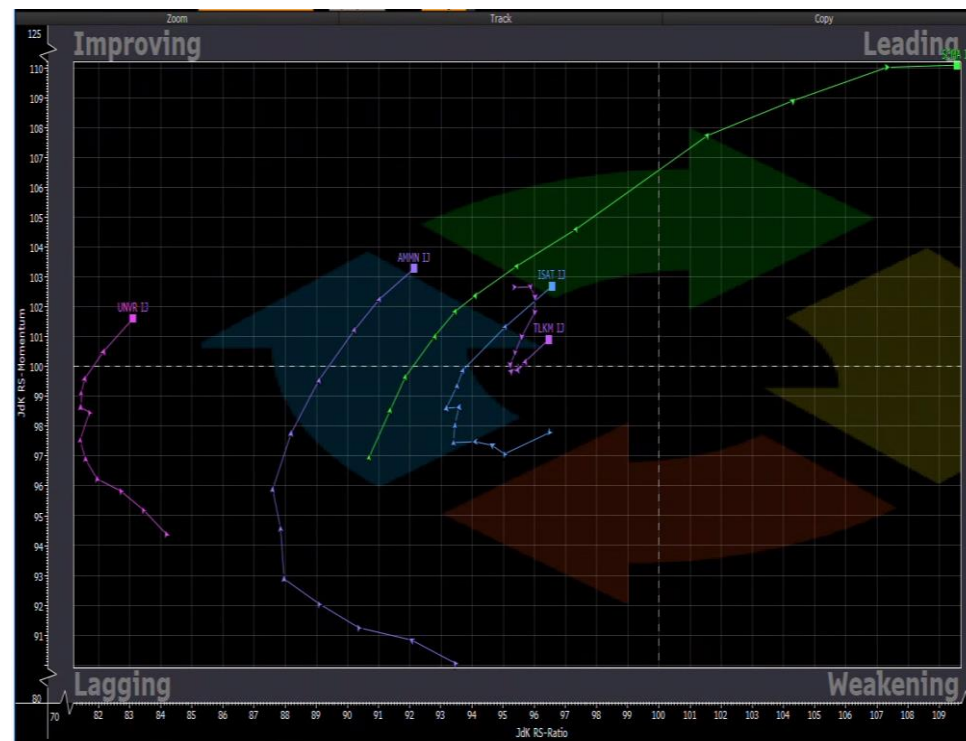 Zoom Track Copy
125
Improving Leading
110
109
108
107
106
105
104
103
102
101
100
99
98
97
96
95
94
93
92
91
80
JdK RS-Momentum
AMMN IJ
ISAT IJ
UNVR IJ
TLKM IJ
Lagging Weakening
70 82 83 84 85 86 87 88 89 90 91 92 93 94 95 96 97 98 99 100 101 102 103 104 105 106 107 108 109
JdK RS-Ratio